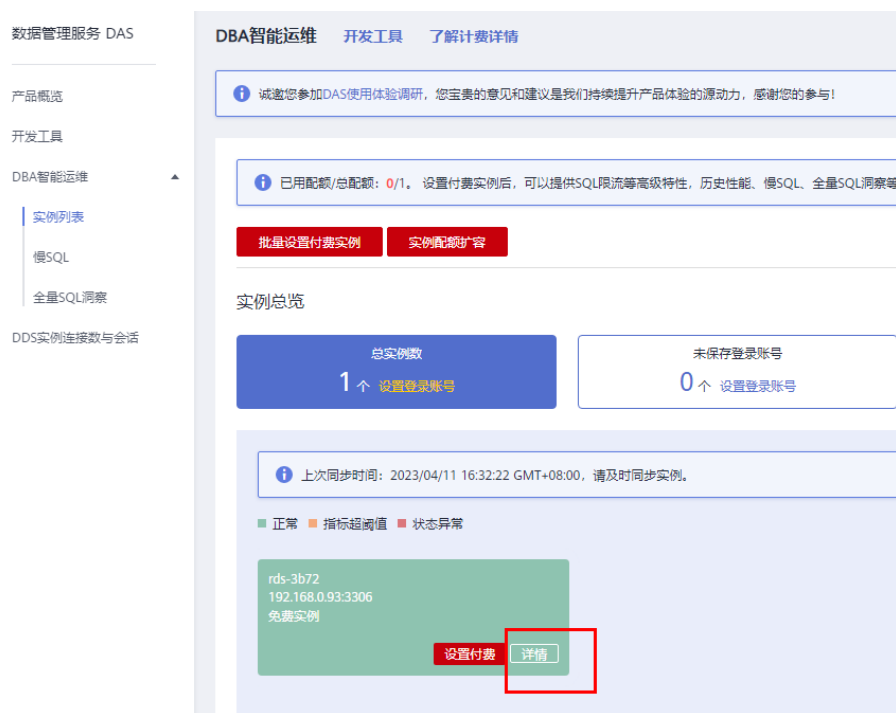 数据管理服务 DAS
产品概览
开发工具
DBA智能运维
实例列表
慢SQL
全量SQL洞察
DDS实例连接数与会话
DBA智能运维 开发工具 了解计费详情
诚邀您参加DAS使用体验调研，您宝贵的意见和建议是我们持续提升产品体验的源动力，感谢您的参与！
已用配额/总配额：0/1。 设置付费实例后，可以提供SQL限流等高级特性，历史性能、慢SQL、全量SQL洞察等
批量设置付费实例 实例配额扩容
实例总览
总实例数
1 个 设置登录账号
未保存登录账号
0 个 设置登录账号
上次同步时间：2023/04/11 16:32:22 GMT+08:00，请及时同步实例。
正常 指标超阈值 状态异常
rds-3b72
192.168.0.93:3306
免费实例
设置付费 详情